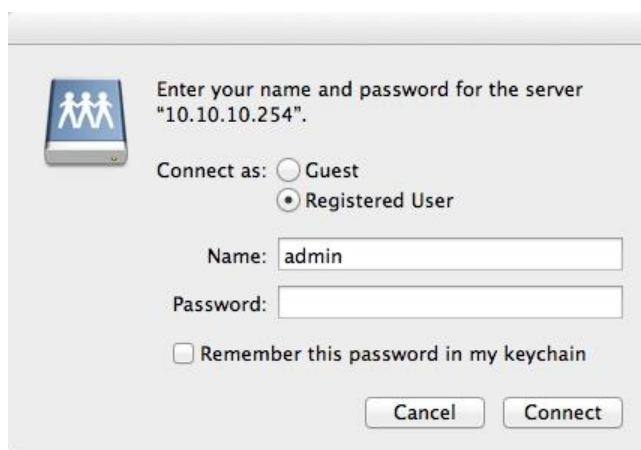 Enter your name and password for the server
“10.10.10.254”.
Connect as: Guest
Registered User
Name: admin
Password:
Remember this password in my keychain
Cancel Connect